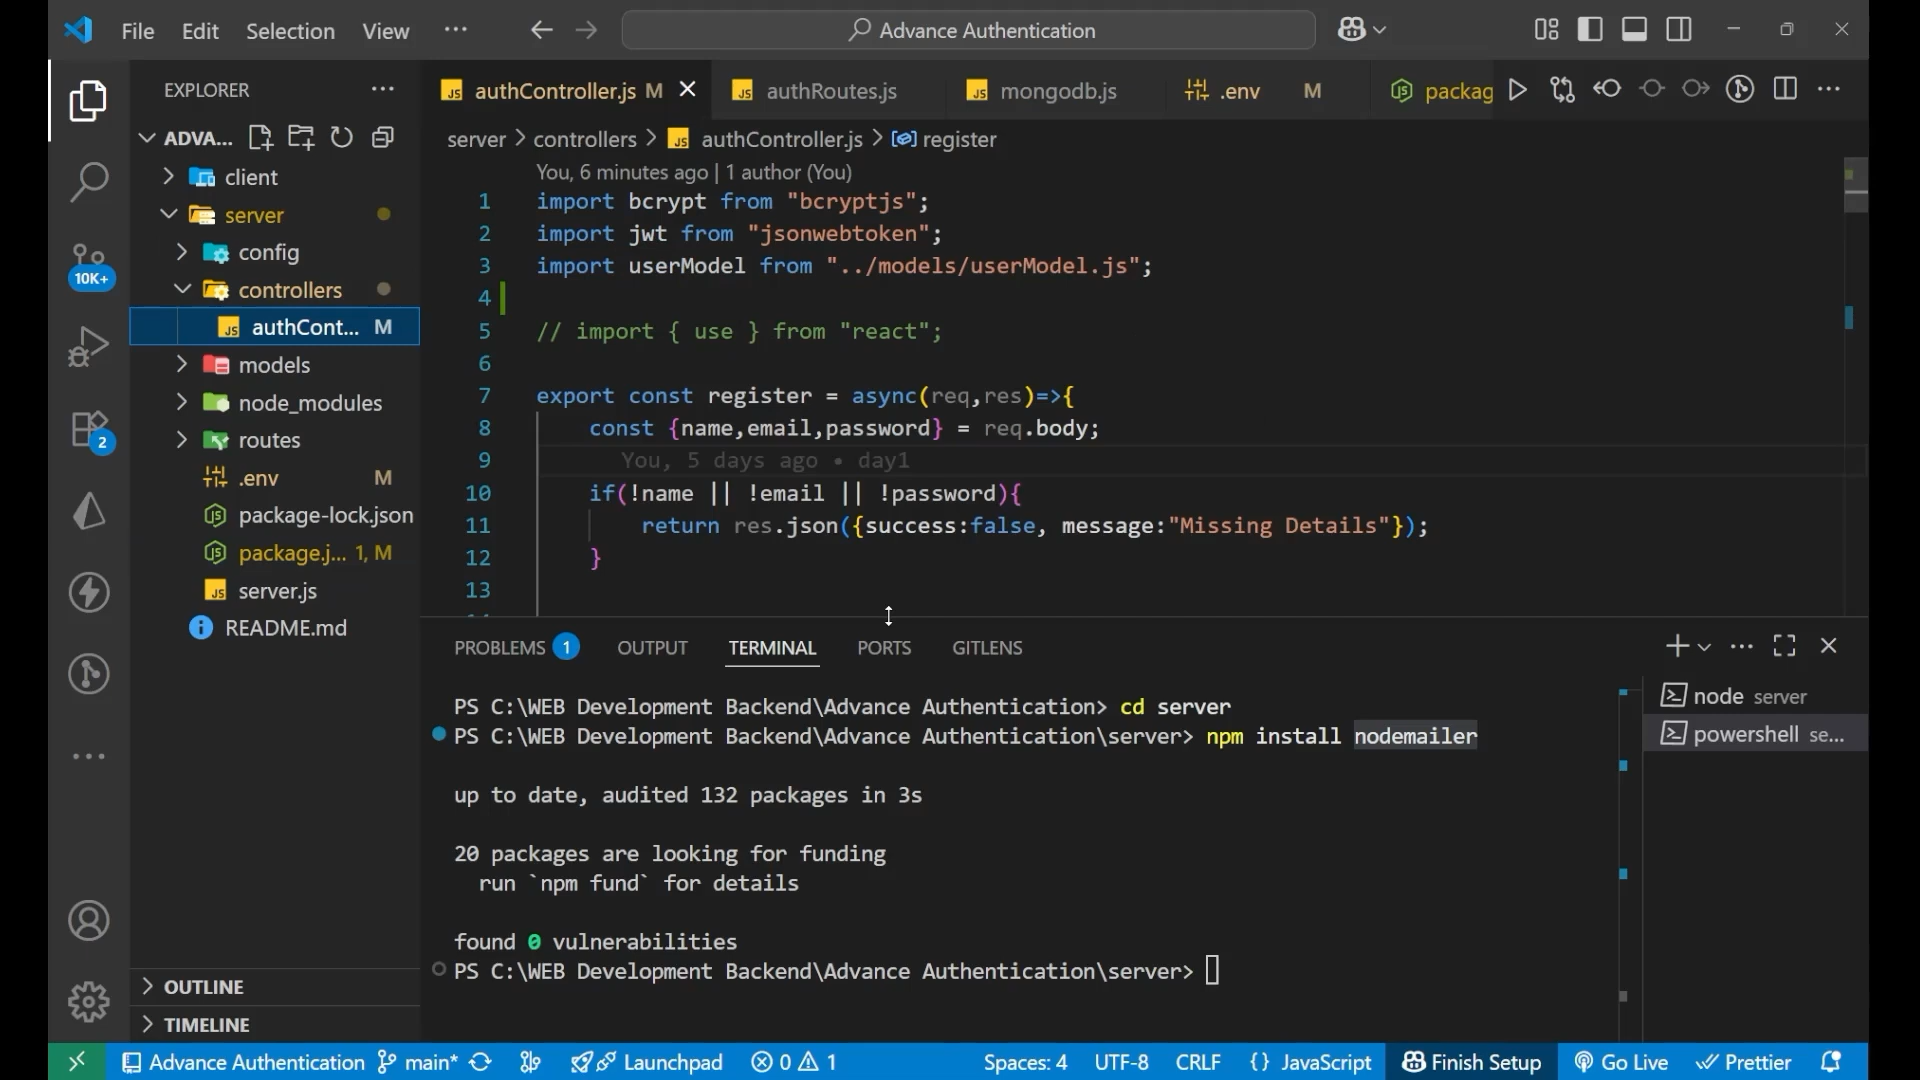 File Edit Selection View ··· Advance Authentication
EXPLORER ···
ADVA...
client
server
config
controllers
authCont... M
models
node_modules
routes
.env M
package-lock.json
package.j... 1, M
server.js
README.md
OUTLINE
TIMELINE
10K+
2
authController.js M authRoutes.js mongodb.js .env M packag
server > controllers > authController.js > register
You, 6 minutes ago | 1 author (You)
1 import bcrypt from "bcryptjs";
2 import jwt from "jsonwebtoken";
3 import userModel from "../models/userModel.js";
4
5 // import { use } from "react";
6
7 export const register = async(req,res)=>{
8 const {name,email,password} = req.body;
9 You, 5 days ago • day1
10 if(!name || !email || !password){
11 return res.json({success:false, message:"Missing Details"});
12 }
13
PROBLEMS 1 OUTPUT TERMINAL PORTS GITLENS
PS C:\WEB Development Backend\Advance Authentication> cd server
PS C:\WEB Development Backend\Advance Authentication\server> npm install nodemailer
up to date, audited 132 packages in 3s
20 packages are looking for funding
run `npm fund` for details
found 0 vulnerabilities
PS C:\WEB Development Backend\Advance Authentication\server>
node server
powershell se...
Advance Authentication main* Launchpad 0 1 Spaces: 4 UTF-8 CRLF {} JavaScript Finish Setup Go Live Prettier